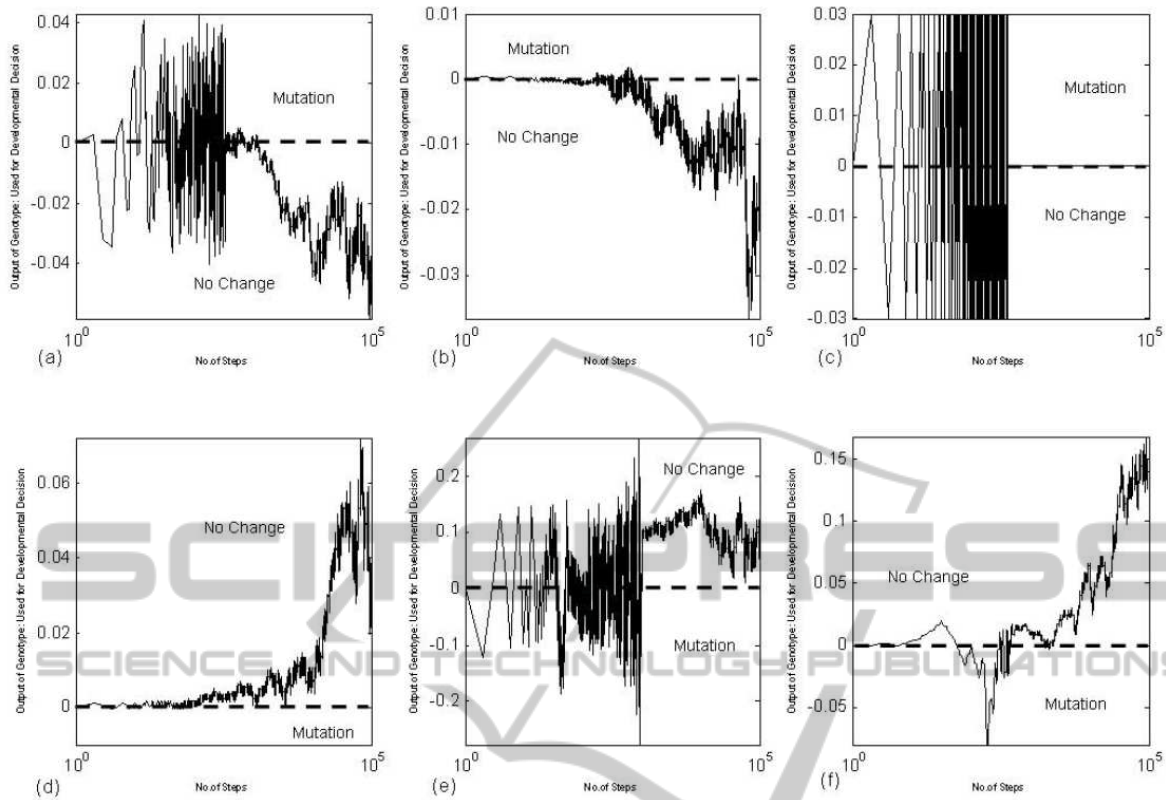 Output of Genotype: Used for Developmental Decision
0.04
0.02
0
-0.02
-0.04
Mutation
No Change
10^0
10^5
(a)
No.of Steps
Output of Genotype: Used for Developmental Decision
0.01
0
-0.01
-0.02
-0.03
Mutation
No Change
10^0
10^5
(b)
No.of Steps
Output of Genotype: Used for Developmental Decision
0.03
0.02
0.01
0
-0.01
-0.02
-0.03
Mutation
No Change
10^0
10^5
(c)
No.of Steps
Output of Genotype: Used for Developmental Decision
0.06
0.04
0.02
0
No Change
Mutation
10^0
10^5
(d)
No.of Steps
Output of Genotype: Used for Developmental Decision
0.2
0.1
0
-0.1
-0.2
No Change
Mutation
10^0
10^5
(e)
No.of Steps
Output of Genotype: Used for Developmental Decision
0.15
0.1
0.05
0
-0.05
No Change
Mutation
10^0
10^5
(f)
No.of Steps
SCITEPRESS
SCIENCE AND TECHNOLOGY PUBLICATIONS